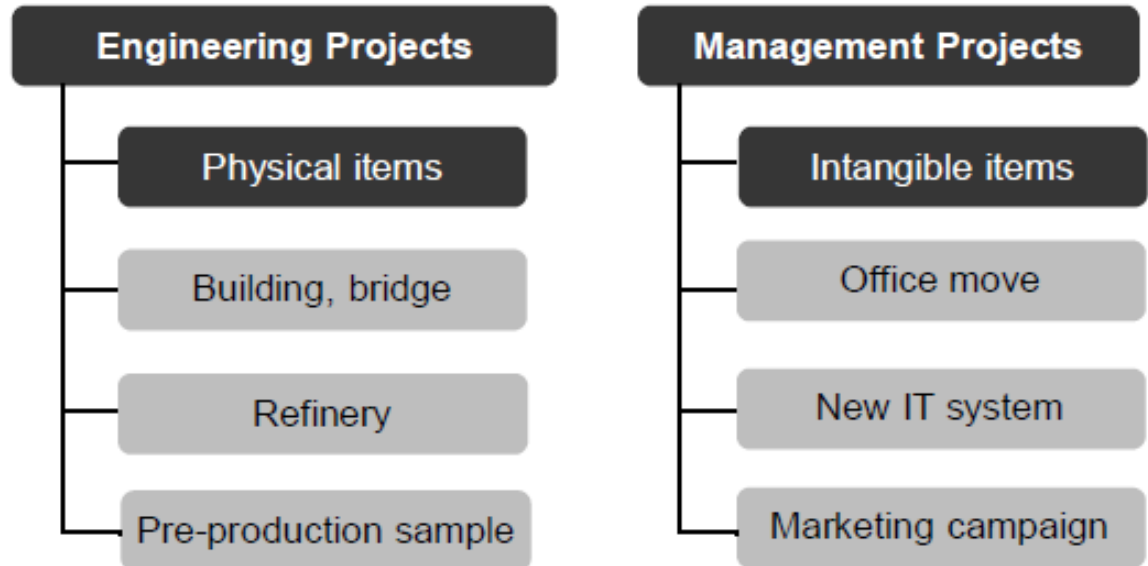 Engineering Projects
Physical items
Building, bridge
Refinery
Pre-production sample
Management Projects
Intangible items
Office move
New IT system
Marketing campaign